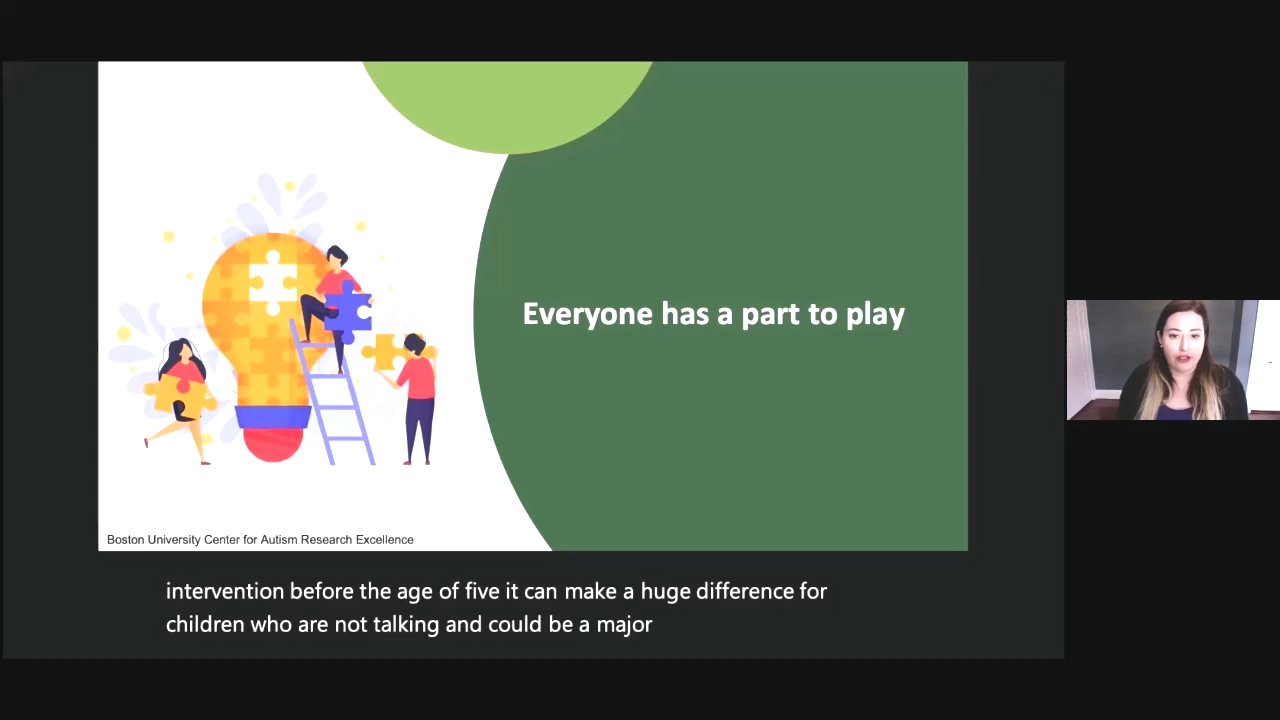 Everyone has a part to play
Boston University Center for Autism Research Excellence
intervention before the age of five it can make a huge difference for
children who are not talking and could be a major